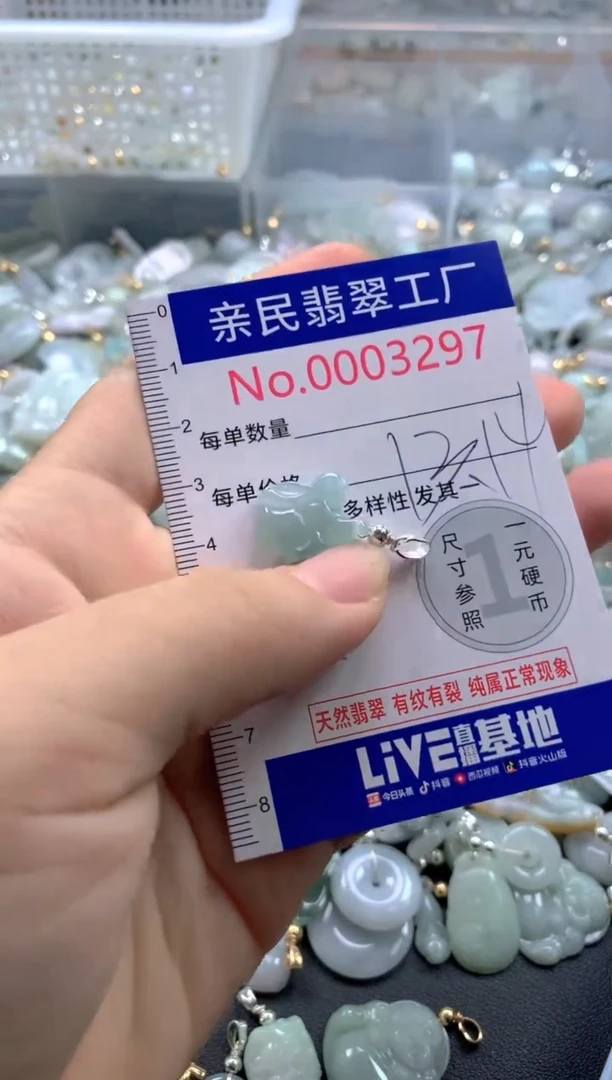 0
亲民翡翠工厂
1
No.0003297
2
每单数量
3
每单价格
多样性发其一
4
一元硬币
1
尺寸参照
天然翡翠 有纹有裂 纯属正常现象
7
LiVE直播基地
8
今日头条 抖音 西瓜视频 抖音火山版